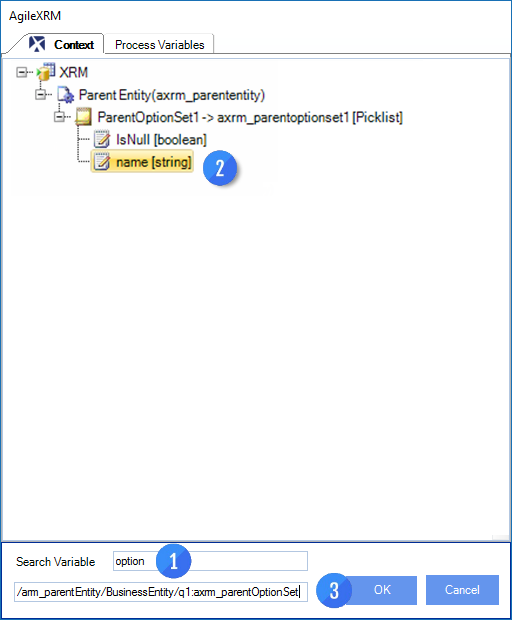 AgileXRM
Context
Process Variables
XRM
Parent Entity(axrm_parententity)
ParentOptionSet1 -> axrm_parentoptionset1 [Picklist]
IsNull [boolean]
name [string]
2
Search Variable
option
1
/arm_parentEntity/BusinessEntity/q1:axrm_parentOptionSet
3
OK
Cancel